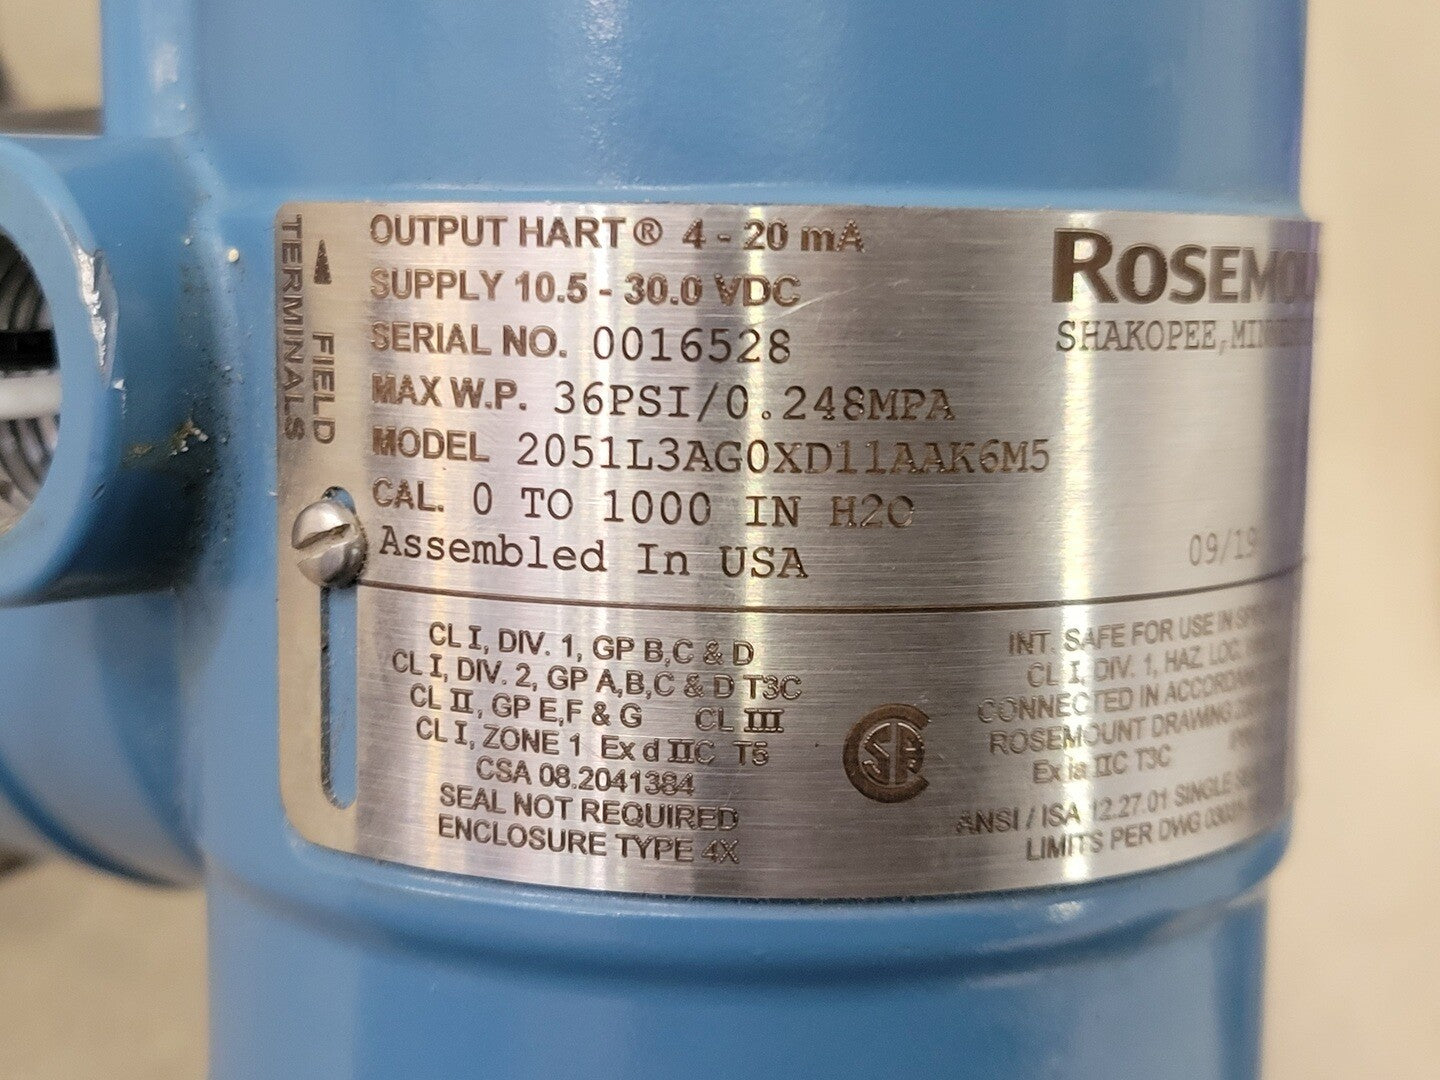 TERMINALS
FIELD
OUTPUT HART® 4 - 20 mA
SUPPLY 10.5 - 30.0 VDC
SERIAL NO. 0016528
MAX W.P. 36PSI/0.248MPA
MODEL 2051L3AG0XD11AAK6M5
CAL. 0 TO 1000 IN H2O
Assembled In USA
ROSEMOU
SHAKOPEE,
09/19
CL I, DIV. 1, GP B,C & D
CL I, DIV. 2, GP A,B,C & D T3C
CL II, GP E,F & G CL III
CL I, ZONE 1 Ex d IIC T5
CSA 08.2041384
SEAL NOT REQUIRED
ENCLOSURE TYPE 4X
SA
INT. SAFE FOR USE IN
CL I, DIV. 1, HAZ. LOC.
CONNECTED IN
ROSEMOUNT DRAWING
Ex ia IIC T3C
ANSI / ISA 12.27.01 SINGLE
LIMITS PER DWG